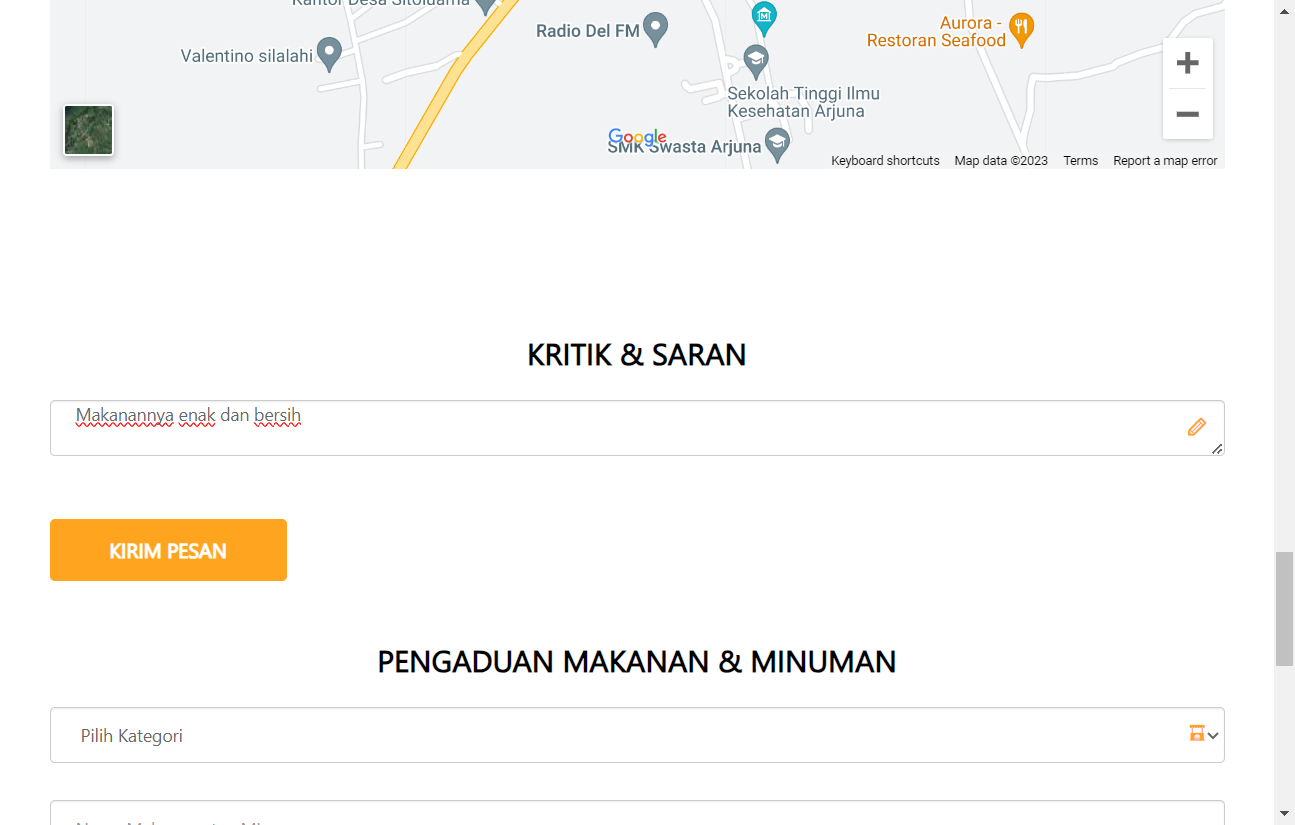 Kantor Desa Sitoluama
Radio Del FM
Aurora -
Restoran Seafood
Valentino silalahi
Sekolah Tinggi Ilmu
Kesehatan Arjuna
Google
SMK Swasta Arjuna
Keyboard shortcuts Map data ©2023 Terms Report a map error
KRITIK & SARAN
Makanannya enak dan bersih
KIRIM PESAN
PENGADUAN MAKANAN & MINUMAN
Pilih Kategori